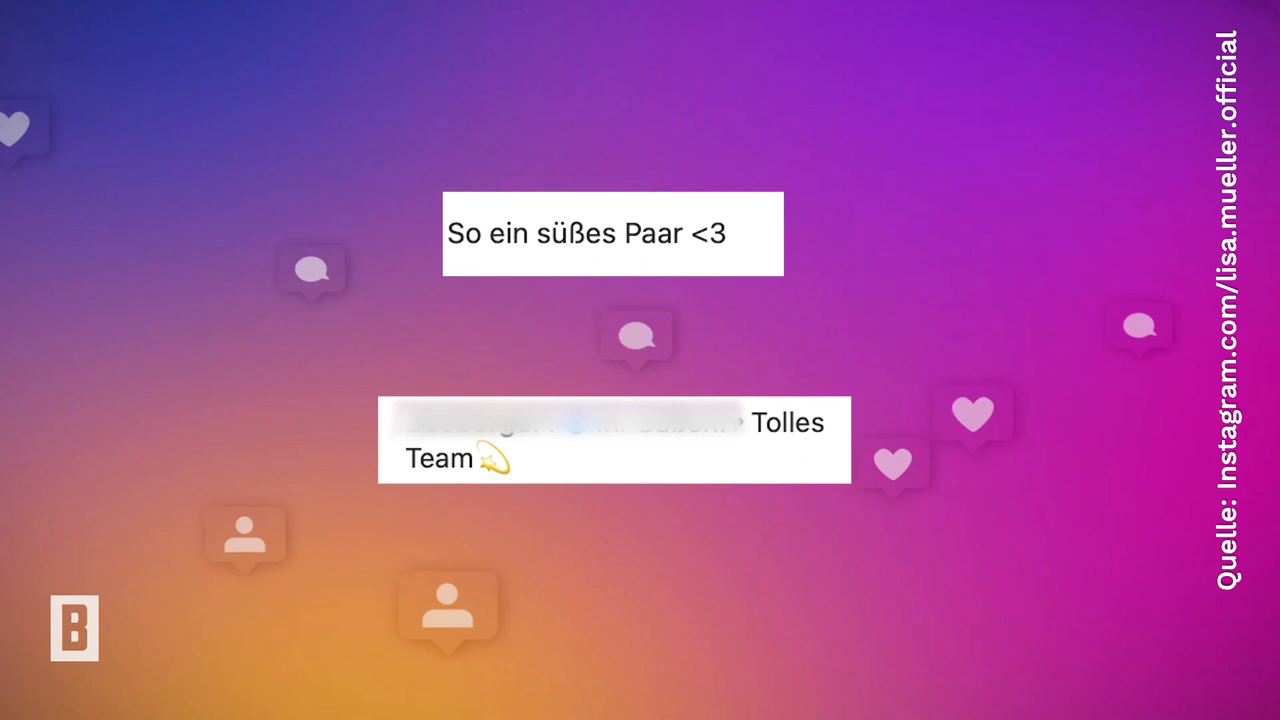 So ein süßes Paar <3
Tolles
Team💫
Quelle: Instagram.com/lisa.mueller.official
B